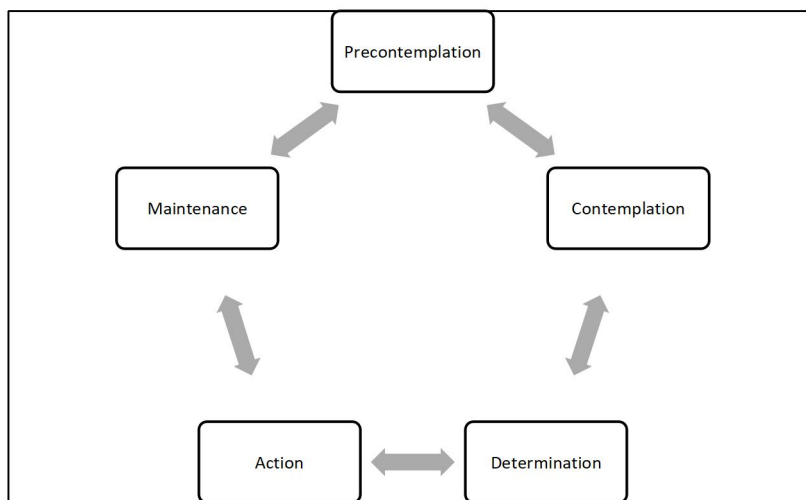 Precontemplation
Maintenance
Contemplation
Action
Determination